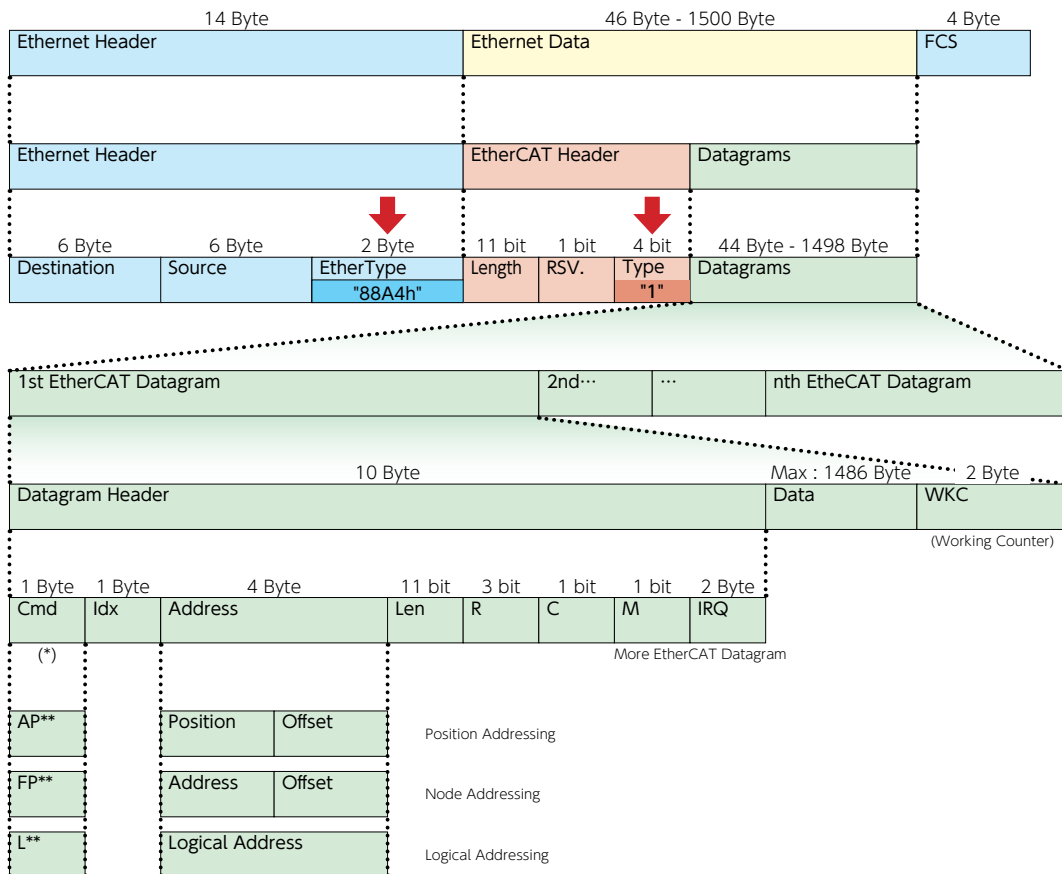 14 Byte 46 Byte - 1500 Byte 4 Byte
Ethernet Header Ethernet Data FCS
Ethernet Header EtherCAT Header Datagrams
6 Byte 6 Byte 2 Byte 11 bit 1 bit 4 bit 44 Byte - 1498 Byte
Destination Source EtherType Length RSV. Type Datagrams
"88A4h" "1"
1st EtherCAT Datagram 2nd··· ··· nth EtheCAT Datagram
10 Byte Max : 1486 Byte 2 Byte
Datagram Header Data WKC
(Working Counter)
1 Byte 1 Byte 4 Byte 11 bit 3 bit 1 bit 1 bit 2 Byte
Cmd Idx Address Len R C M IRQ
(*) More EtherCAT Datagram
AP** Position Offset Position Addressing
FP** Address Offset Node Addressing
L** Logical Address Logical Addressing